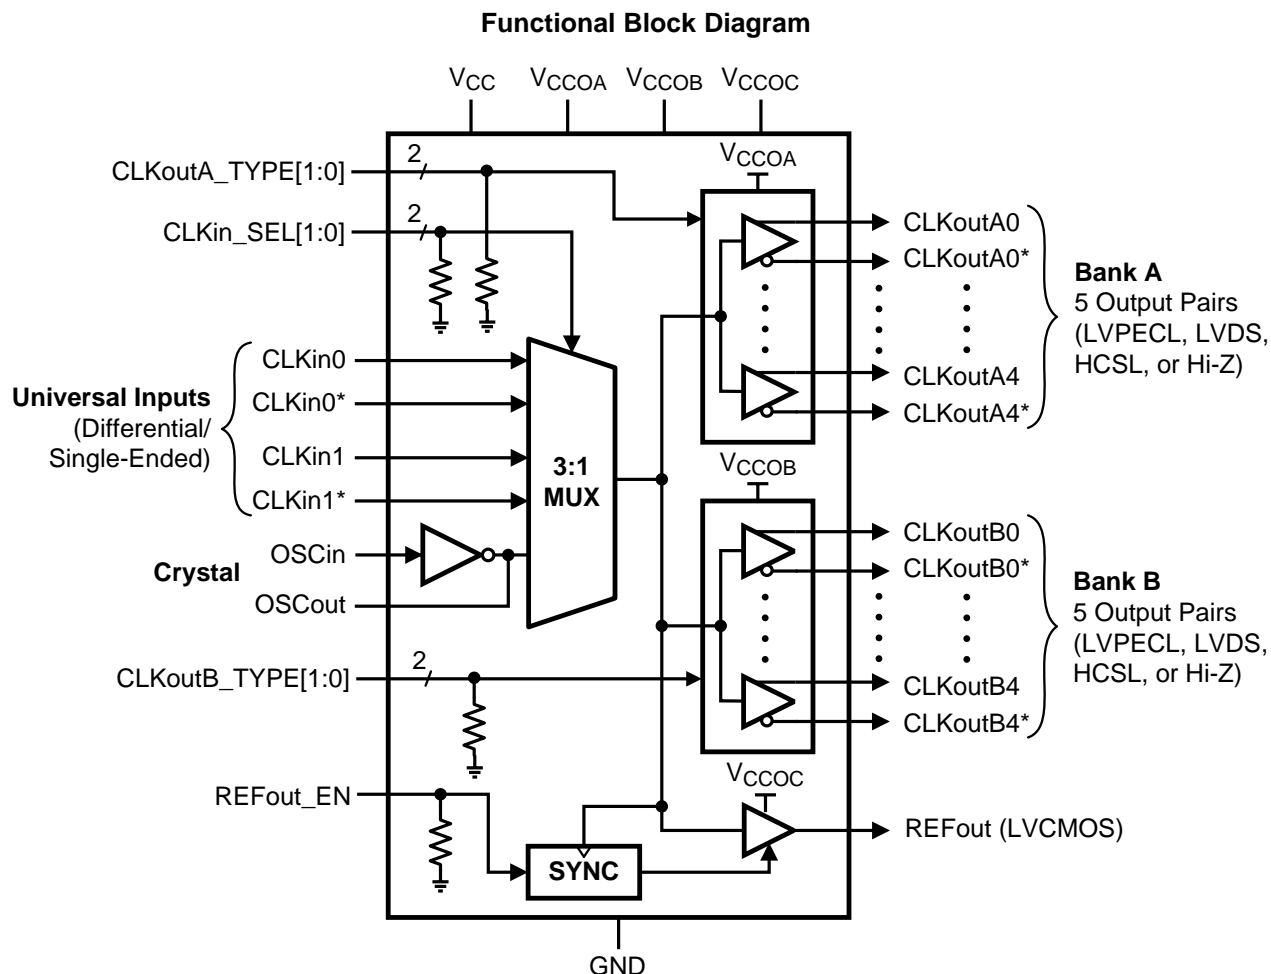 Functional Block Diagram
VCC
VCCOA
VCCOB
VCCOC
CLKoutA_TYPE[1:0]
2
VCCOA
CLKin_SEL[1:0]
2
CLKoutA0
CLKoutA0*
Bank A
5 Output Pairs
(LVPECL, LVDS,
HCSL, or Hi-Z)
CLKoutA4
CLKoutA4*
Universal Inputs
(Differential/
Single-Ended)
CLKin0
CLKin0*
CLKin1
CLKin1*
3:1
MUX
VCCOB
Crystal
OSCin
OSCout
CLKoutB0
CLKoutB0*
Bank B
5 Output Pairs
(LVPECL, LVDS,
HCSL, or Hi-Z)
CLKoutB4
CLKoutB4*
CLKoutB_TYPE[1:0]
2
REFout_EN
VCCOC
REFout (LVCMOS)
SYNC
GND